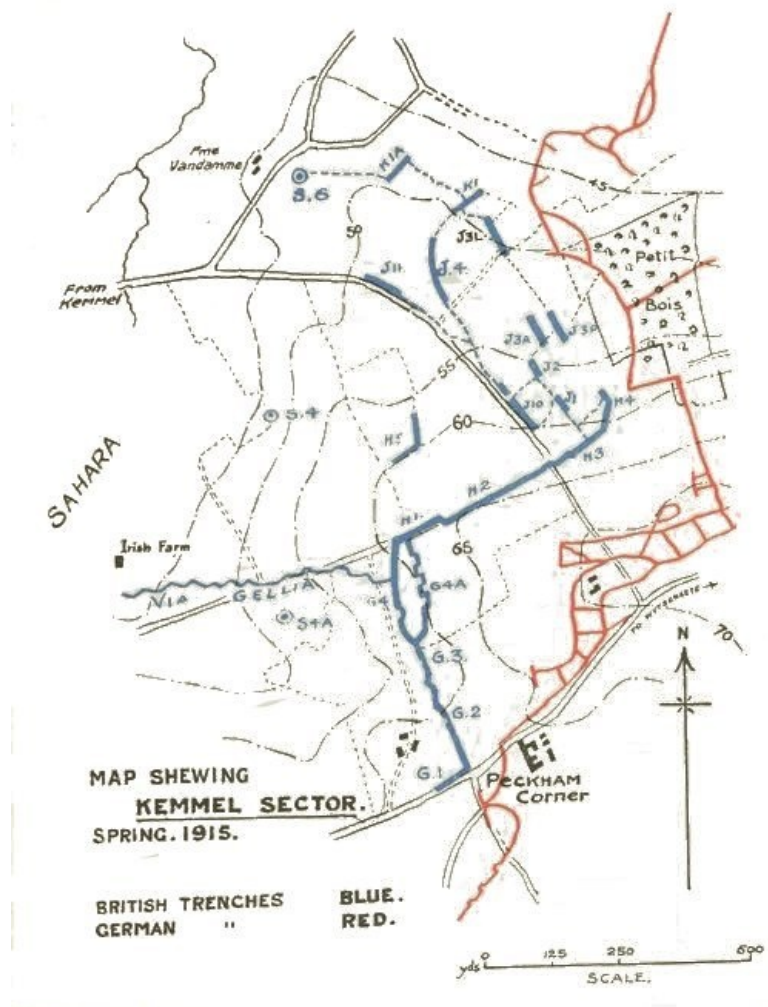 Fme
Vandamme
S.6
K1A
K1
45
50
J3L
J.4
J11
Petit
Bois
From
Kemmel
J3A
J3R
J2
55
J10
J1
H4
S.4
60
H5
H3
SAHARA
H2
H1
65
Irish Farm
VIA GELLIA
G4
G4A
S4A
TO WYTSCHAETE
70
N
G.3
G.2
G.1
PECKHAM
Corner
MAP SHEWING
KEMMEL SECTOR.
SPRING. 1915.
BRITISH TRENCHES BLUE.
GERMAN " RED.
yds 0 125 250 500
SCALE.